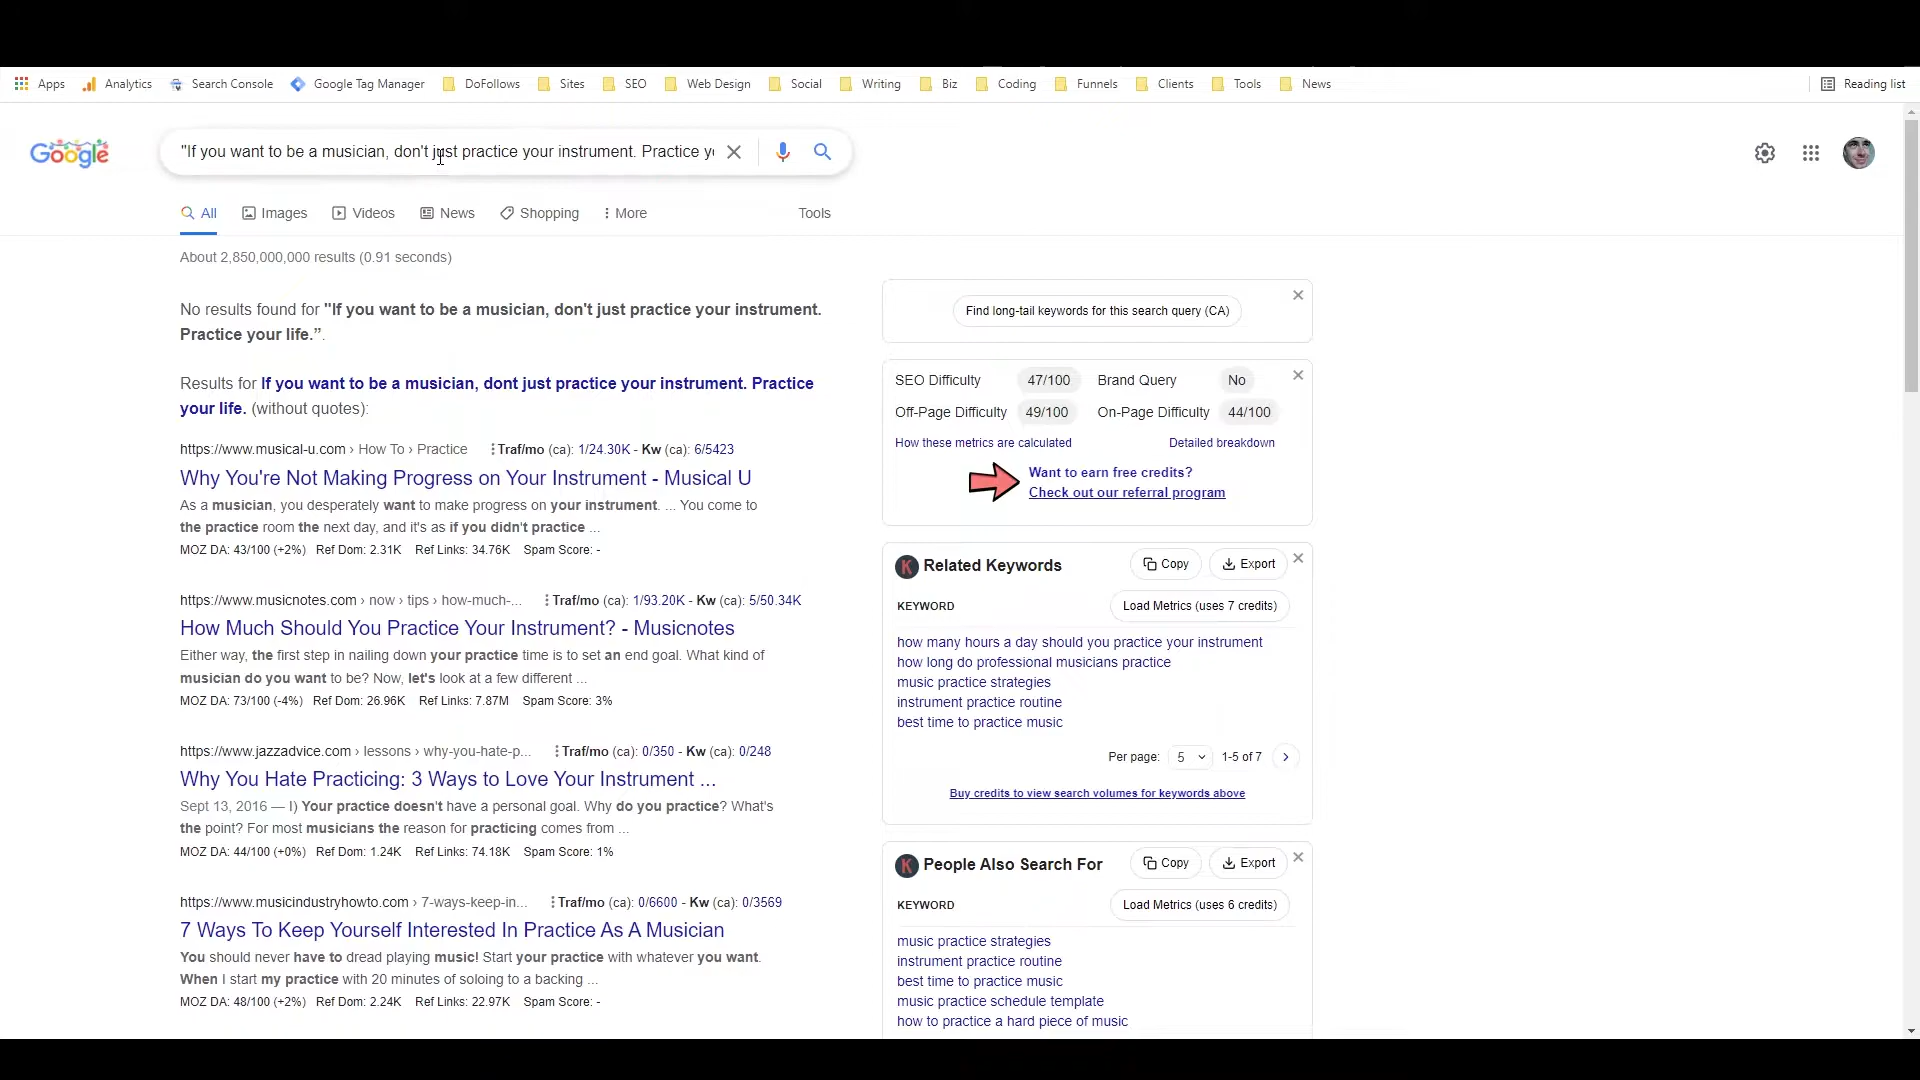 Apps Analytics Search Console Google Tag Manager DoFollows Sites SEO Web Design Social Writing Biz Coding Funnels Clients Tools News Reading list
Google
"If you want to be a musician, don't just practice your instrument. Practice y
All Images Videos News Shopping More Tools
About 2,850,000,000 results (0.91 seconds)
No results found for "If you want to be a musician, don't just practice your instrument.
Practice your life.”.
Results for If you want to be a musician, dont just practice your instrument. Practice
your life. (without quotes):
https://www.musical-u.com › How To › Practice Traf/mo (ca): 1/24.30K - Kw (ca): 6/5423
Why You're Not Making Progress on Your Instrument - Musical U
As a musician, you desperately want to make progress on your instrument. ... You come to
the practice room the next day, and it's as if you didn't practice ...
MOZ DA: 43/100 (+2%) Ref Dom: 2.31K Ref Links: 34.76K Spam Score: -
https://www.musicnotes.com › now › tips › how-much-... Traf/mo (ca): 1/93.20K - Kw (ca): 5/50.34K
How Much Should You Practice Your Instrument? - Musicnotes
Either way, the first step in nailing down your practice time is to set an end goal. What kind of
musician do you want to be? Now, let's look at a few different ...
MOZ DA: 73/100 (-4%) Ref Dom: 26.96K Ref Links: 7.87M Spam Score: 3%
https://www.jazzadvice.com › lessons › why-you-hate-p... Traf/mo (ca): 0/350 - Kw (ca): 0/248
Why You Hate Practicing: 3 Ways to Love Your Instrument ...
Sept 13, 2016 — I) Your practice doesn't have a personal goal. Why do you practice? What's
the point? For most musicians the reason for practicing comes from ...
MOZ DA: 44/100 (+0%) Ref Dom: 1.24K Ref Links: 74.18K Spam Score: 1%
https://www.musicindustryhowto.com › 7-ways-keep-in... Traf/mo (ca): 0/6600 - Kw (ca): 0/3569
7 Ways To Keep Yourself Interested In Practice As A Musician
You should never have to dread playing music! Start your practice with whatever you want.
When I start my practice with 20 minutes of soloing to a backing ...
MOZ DA: 48/100 (+2%) Ref Dom: 2.24K Ref Links: 22.97K Spam Score: -
Find long-tail keywords for this search query (CA)
SEO Difficulty 47/100 Brand Query No
Off-Page Difficulty 49/100 On-Page Difficulty 44/100
How these metrics are calculated Detailed breakdown
Want to earn free credits?
Check out our referral program
K Related Keywords Copy Export
KEYWORD Load Metrics (uses 7 credits)
how many hours a day should you practice your instrument
how long do professional musicians practice
music practice strategies
instrument practice routine
best time to practice music
Per page: 5 1-5 of 7
Buy credits to view search volumes for keywords above
K People Also Search For Copy Export
KEYWORD Load Metrics (uses 6 credits)
music practice strategies
instrument practice routine
best time to practice music
music practice schedule template
how to practice a hard piece of music